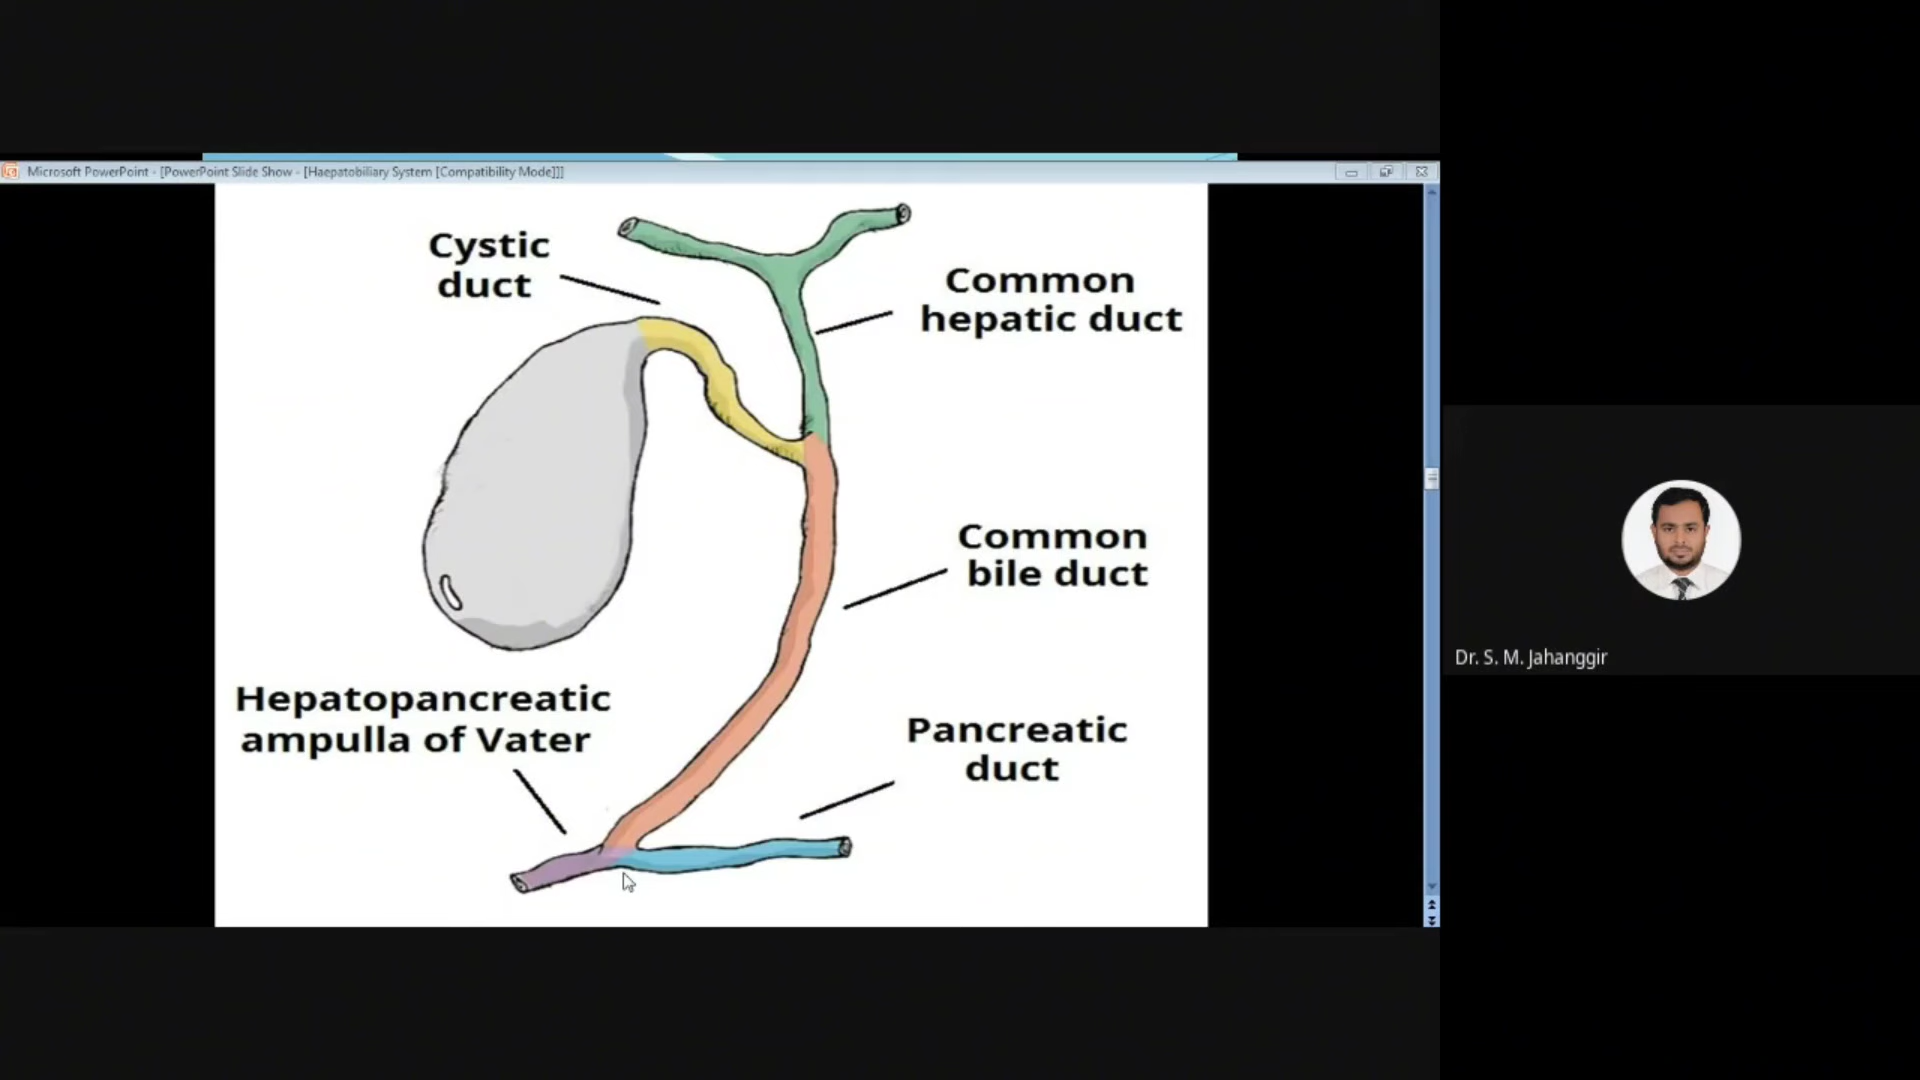 Microsoft PowerPoint - [PowerPoint Slide Show - [Haepatobiliary System [Compatibility Mode]]]
Cystic
duct
Common
hepatic duct
Common
bile duct
Hepatopancreatic
ampulla of Vater
Pancreatic
duct
Dr. S. M. Jahanggir